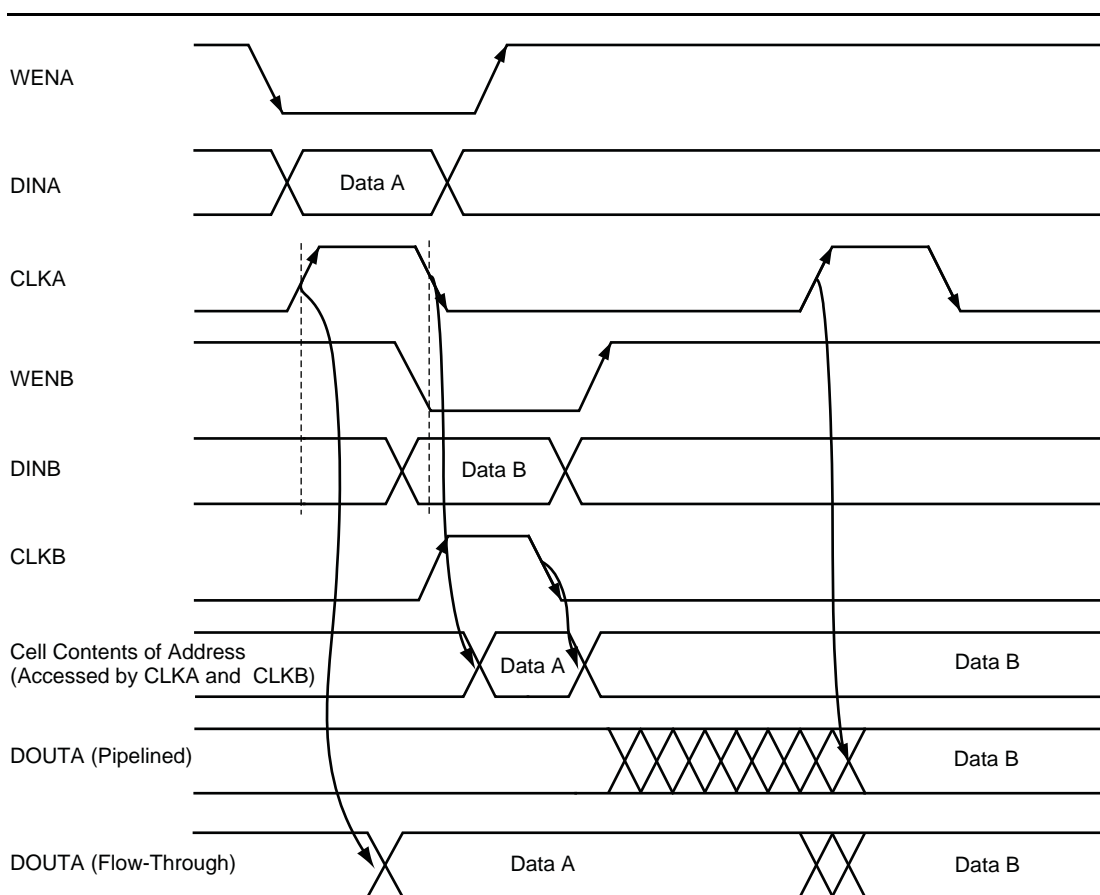 WENA
DINA
Data A
CLKA
WENB
DINB
Data B
CLKB
Cell Contents of Address
(Accessed by CLKA and CLKB)
Data A
Data B
DOUTA (Pipelined)
Data B
DOUTA (Flow-Through)
Data A
Data B